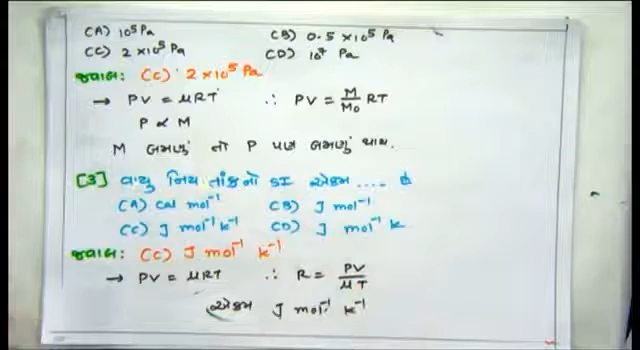 (A) 10⁵ Pa (B) 0.5 × 10⁵ Pa
(C) 2 × 10⁵ Pa (D) 10⁴ Pa
જવાબ: (C) 2 × 10⁵ Pa
→ PV = μRT ∴ PV = M/M₀ RT
P ∝ M
M બમણું તો P પણ બમણું થાય.
[3] વાયુ નિયતાંકનો SI એકમ .... છે
(A) Cal mol⁻¹ (B) J mol⁻¹
(C) J mol⁻¹ k⁻¹ (D) J mol⁻¹ k
જવાબ: (C) J mol⁻¹ k⁻¹
→ PV = μRT ∴ R = PV/μT
એકમ J mol⁻¹ k⁻¹